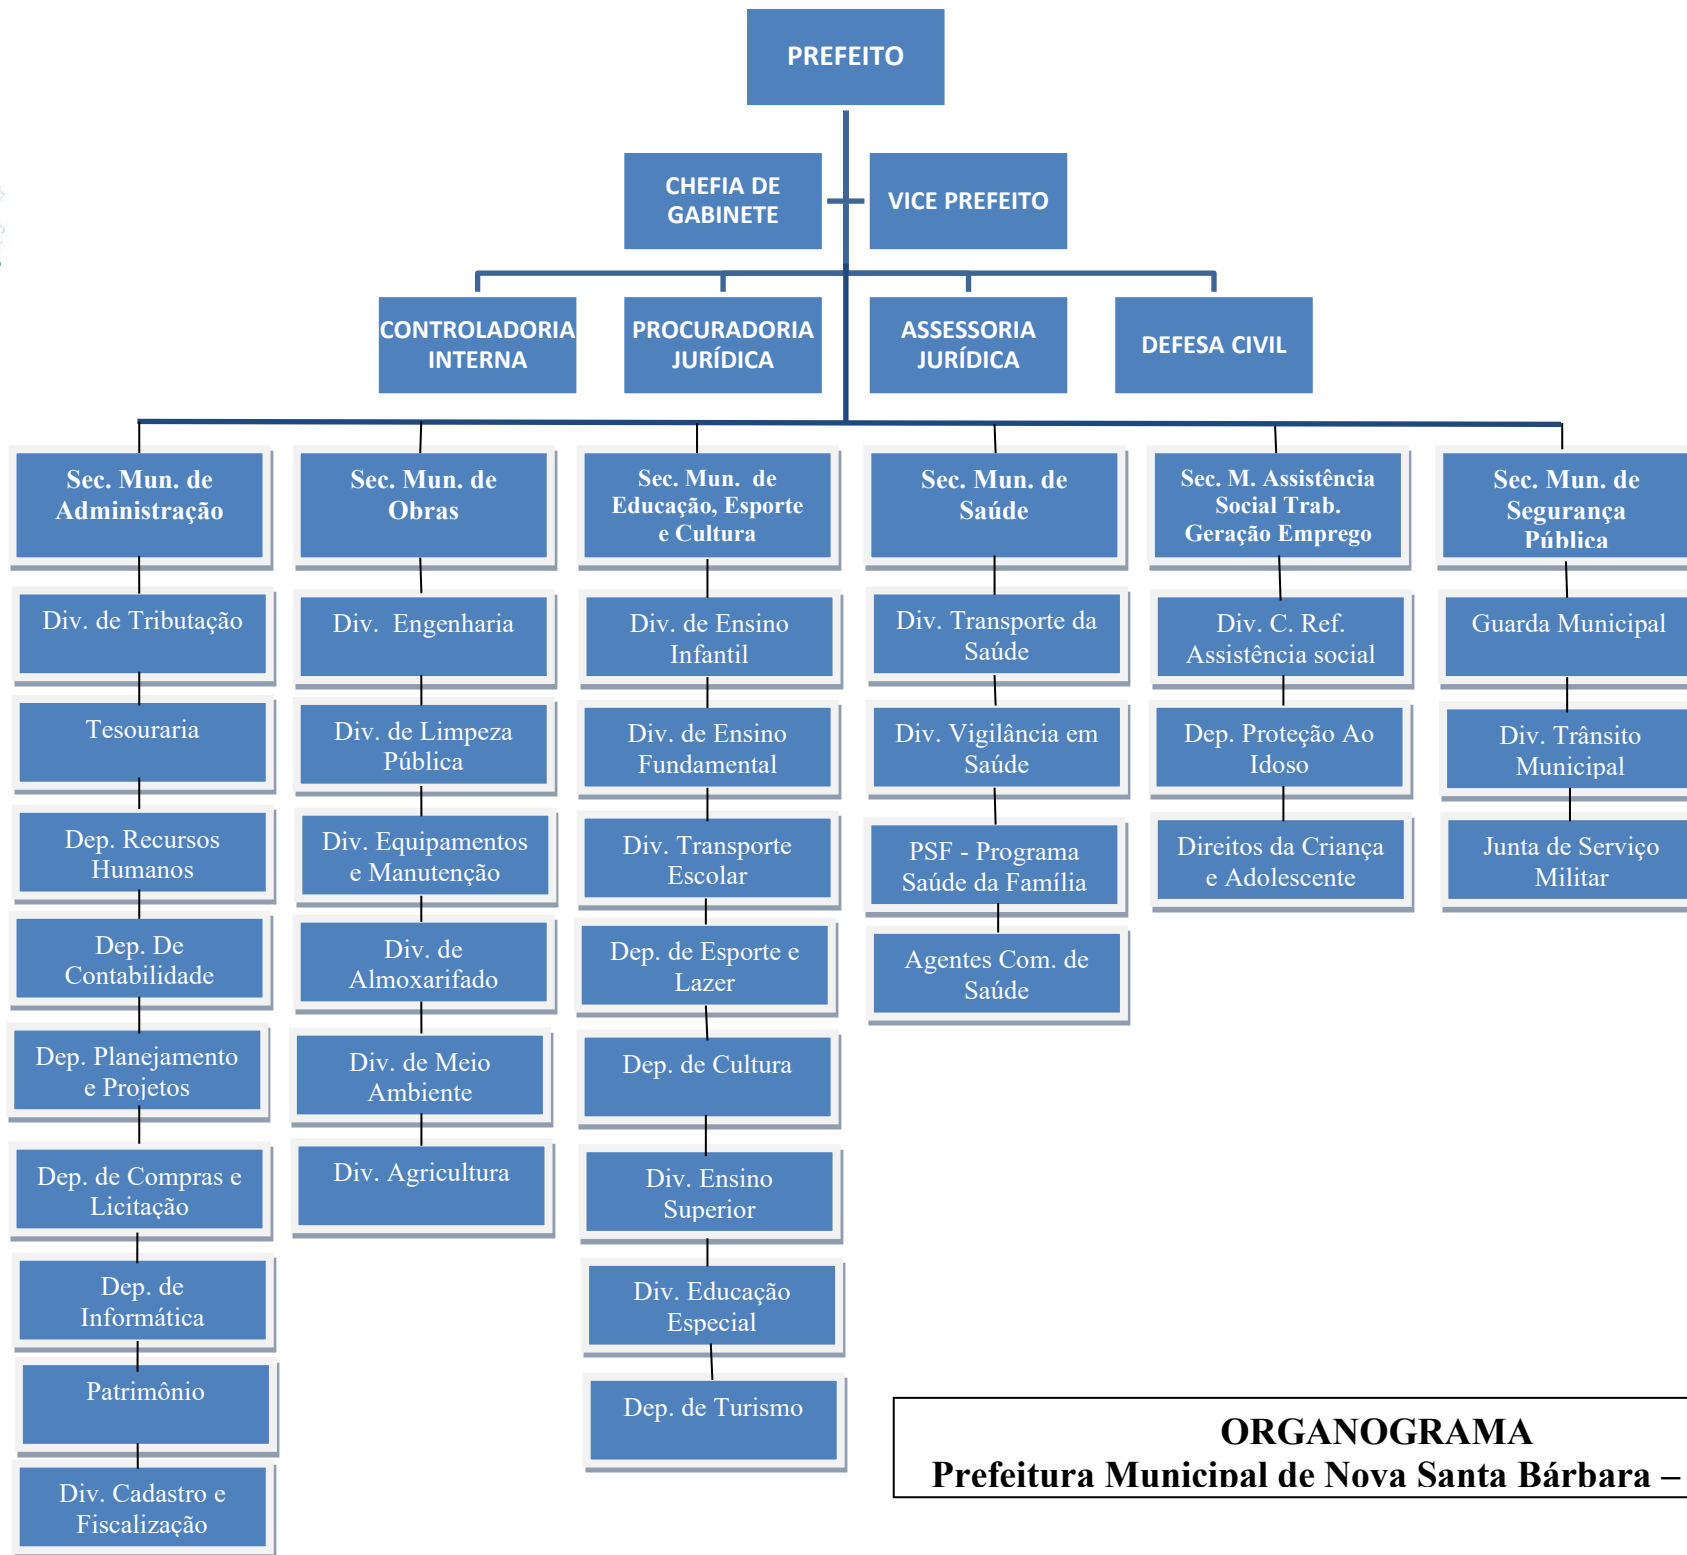 PREFEITO
CHEFIA DE
GABINETE
VICE PREFEITO
CONTROLADORIA
INTERNA
PROCURADORIA
JURÍDICA
ASSESSORIA
JURÍDICA
DEFESA CIVIL
Sec. Mun. de
Administração
Div. de Tributação
Tesouraria
Dep. Recursos
Humanos
Dep. De
Contabilidade
Dep. Planejamento
e Projetos
Dep. de Compras e
Licitação
Dep. de
Informática
Patrimônio
Div. Cadastro e
Fiscalização
Sec. Mun. de
Obras
Div. Engenharia
Div. de Limpeza
Pública
Div. Equipamentos
e Manutenção
Div. de
Almoxarifado
Div. de Meio
Ambiente
Div. Agricultura
Sec. Mun. de
Educação, Esporte
e Cultura
Div. de Ensino
Infantil
Div. de Ensino
Fundamental
Div. Transporte
Escolar
Dep. de Esporte e
Lazer
Dep. de Cultura
Div. Ensino
Superior
Div. Educação
Especial
Dep. de Turismo
Sec. Mun. de
Saúde
Div. Transporte da
Saúde
Div. Vigilância em
Saúde
PSF - Programa
Saúde da Família
Agentes Com. de
Saúde
Sec. M. Assistência
Social Trab.
Geração Emprego
Div. C. Ref.
Assistência social
Dep. Proteção Ao
Idoso
Direitos da Criança
e Adolescente
Sec. Mun. de
Segurança
Pública
Guarda Municipal
Div. Trânsito
Municipal
Junta de Serviço
Militar
ORGANOGRAMA
Prefeitura Municipal de Nova Santa Bárbara –